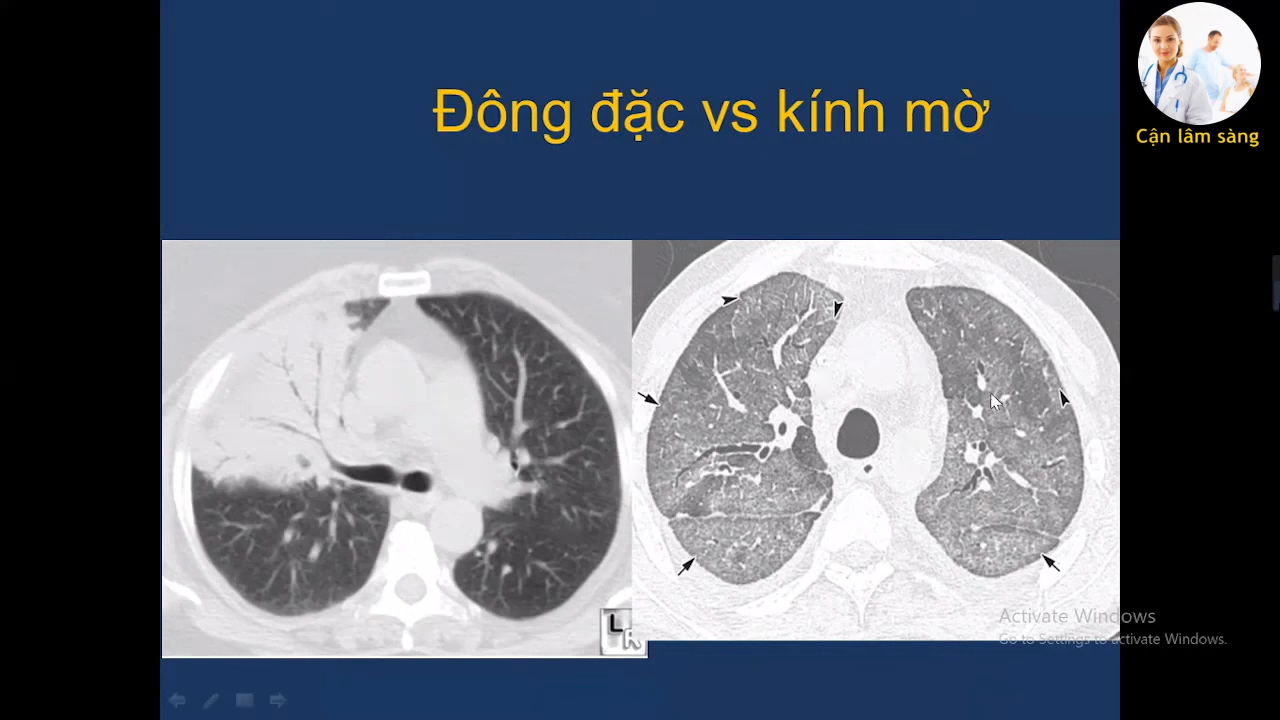 Đông đặc vs kính mờ
Cận lâm sàng
L
R
Activate Windows
Go to Settings to activate Windows.